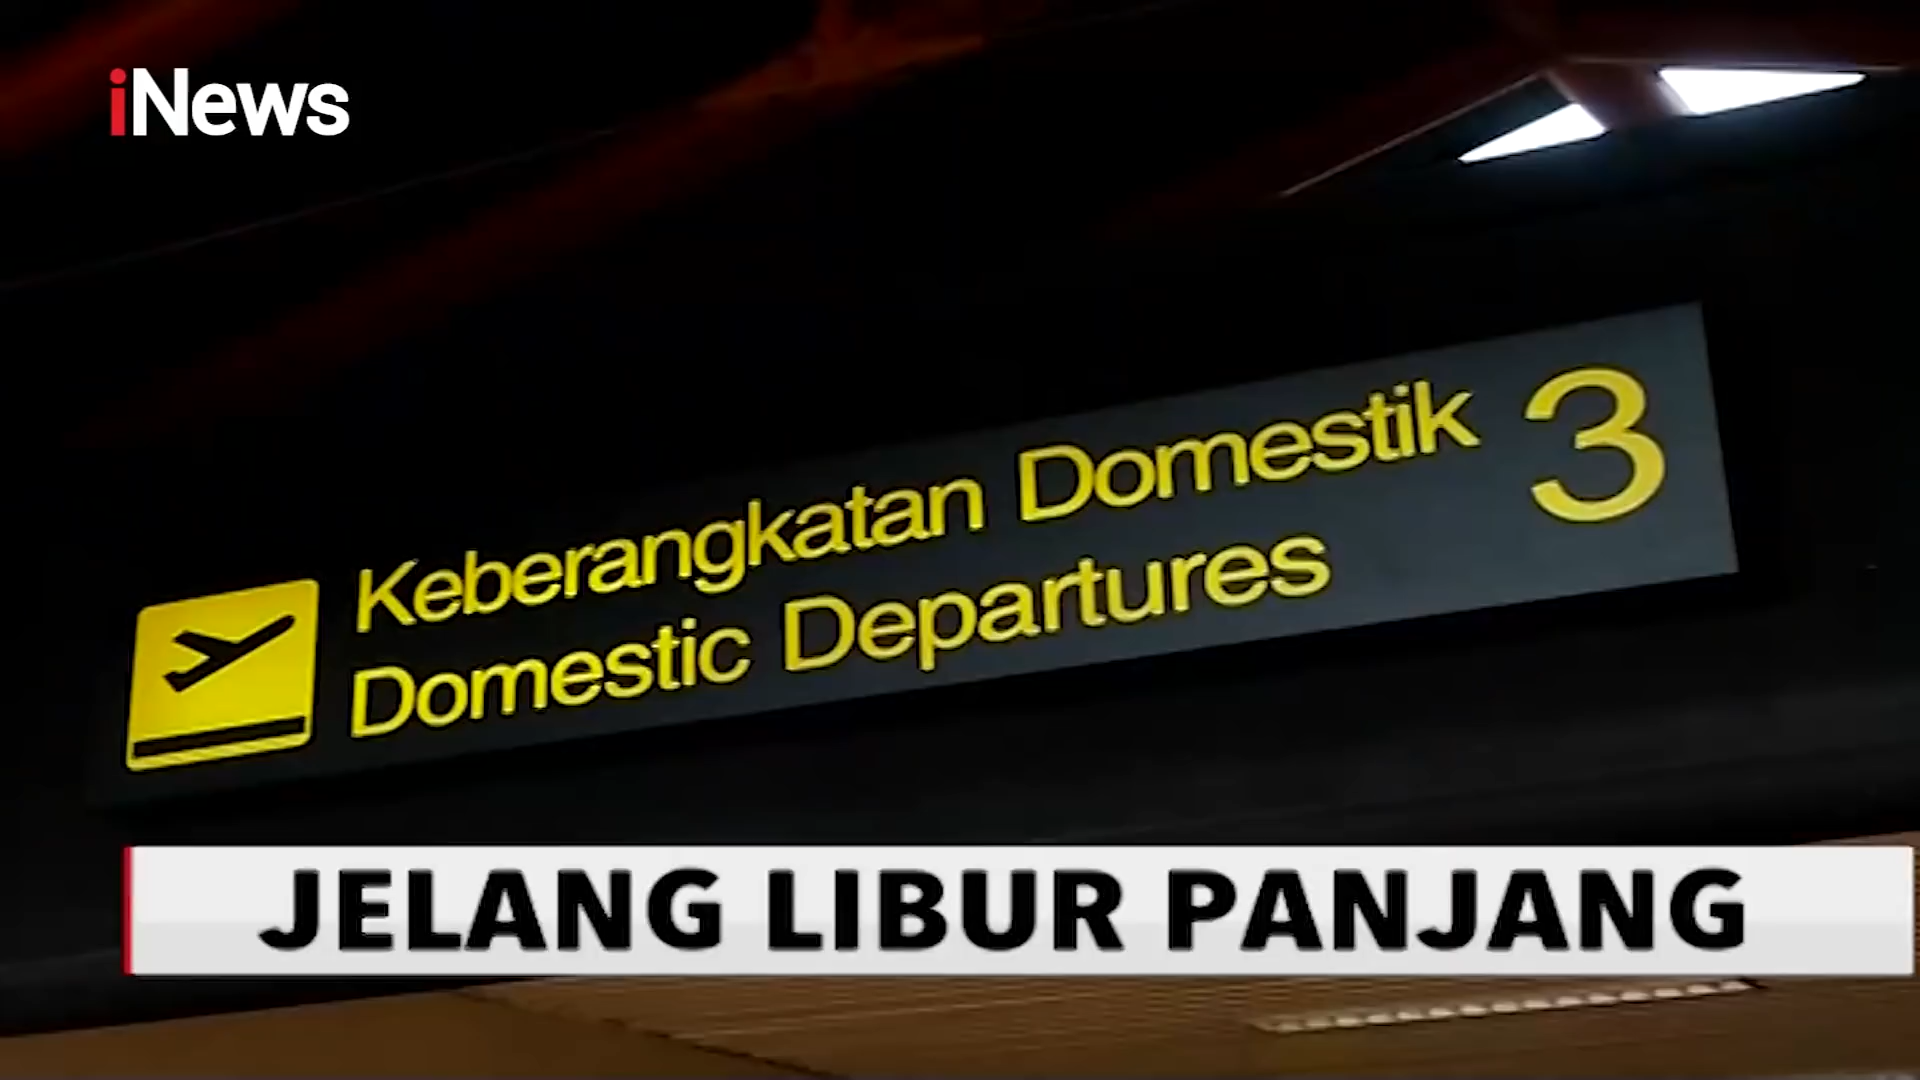 iNews
Keberangkatan Domestik 3
Domestic Departures
JELANG LIBUR PANJANG